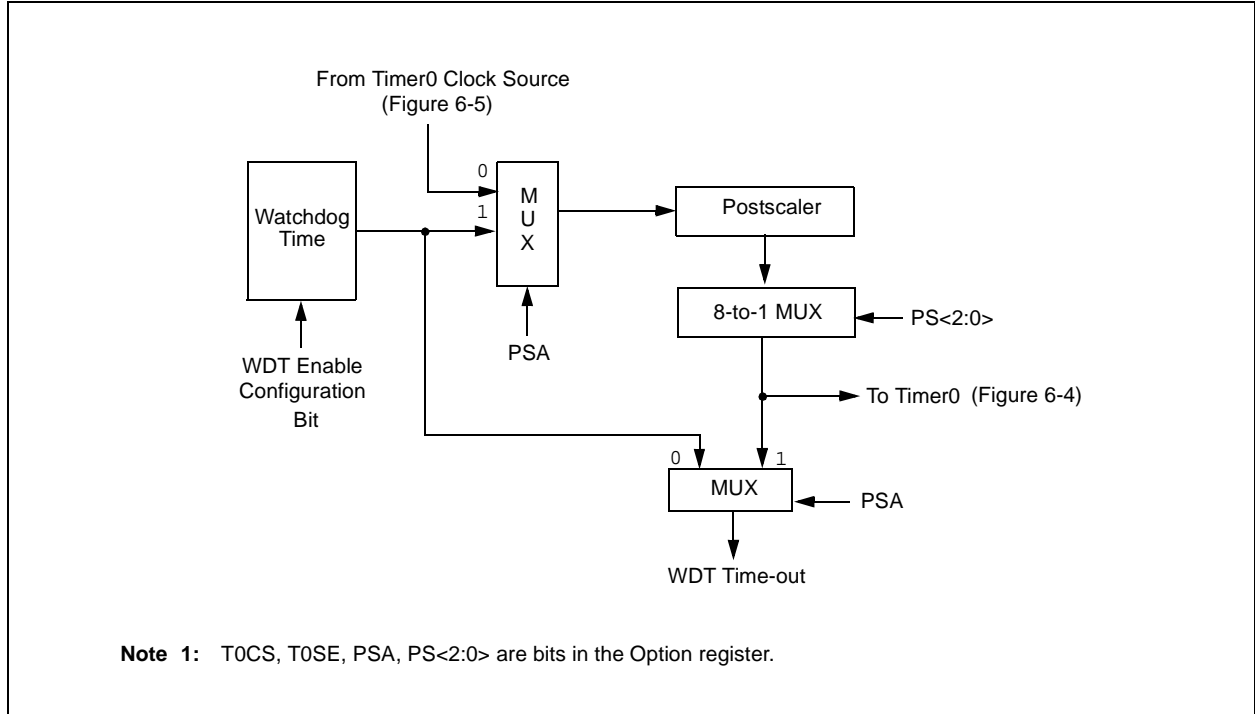 From Timer0 Clock Source
(Figure 6-5)
0
1
M
U
X
Watchdog
Time
Postscaler
8-to-1 MUX
PS<2:0>
PSA
WDT Enable
Configuration
Bit
To Timer0 (Figure 6-4)
0
1
MUX
PSA
WDT Time-out
Note 1: T0CS, T0SE, PSA, PS<2:0> are bits in the Option register.